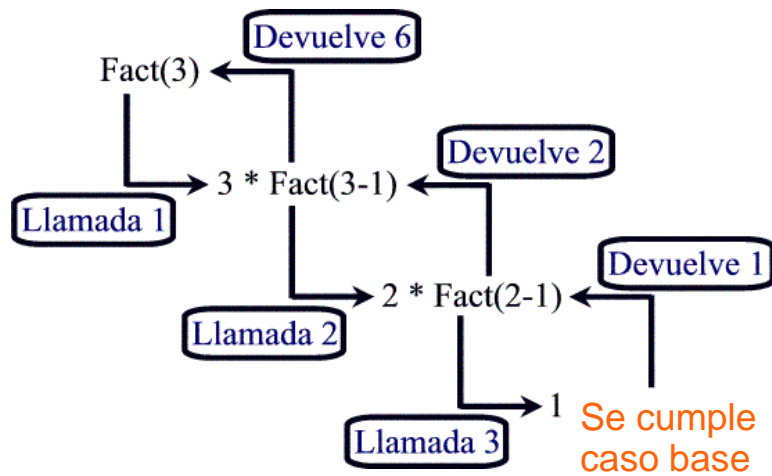 Devuelve 6
Fact(3)
Devuelve 2
3 * Fact(3-1)
Llamada 1
Devuelve 1
2 * Fact(2-1)
Llamada 2
1
Se cumple
Llamada 3
caso base